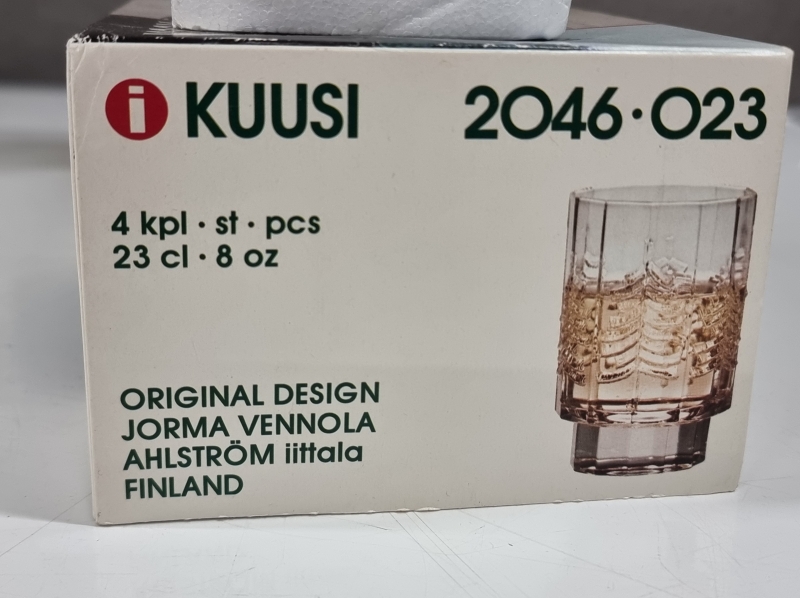 i KUUSI 2046·023
4 kpl · st · pcs
23 cl · 8 oz
ORIGINAL DESIGN
JORMA VENNOLA
AHLSTRÖM iittala
FINLAND